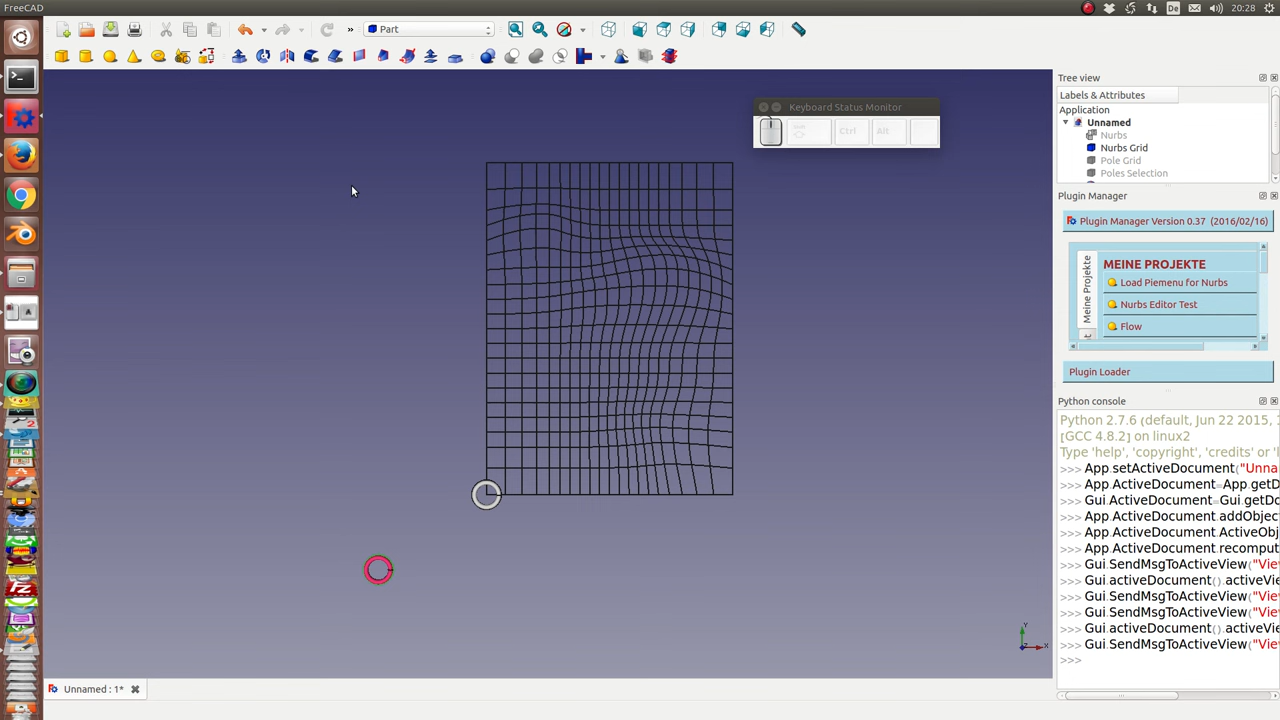 FreeCAD
De
20:28
Part
Keyboard Status Monitor
Ctrl
Alt
Tree view
Labels & Attributes
Application
Unnamed
Nurbs
Nurbs Grid
Pole Grid
Poles Selection
Plugin Manager
Plugin Manager Version 0.37 (2016/02/16)
Meine Projekte
MEINE PROJEKTE
Load Piemenu for Nurbs
Nurbs Editor Test
Flow
Plugin Loader
Python console
Python 2.7.6 (default, Jun 22 2015,
[GCC 4.8.2] on linux2
Type 'help', 'copyright', 'credits' or
>>> App.setActiveDocument("Unna
>>> App.ActiveDocument=App.getD
>>> Gui.ActiveDocument=Gui.getDo
>>> App.ActiveDocument.addObjec
>>> App.ActiveDocument.ActiveObj
>>> App.ActiveDocument.recomput
>>> Gui.SendMsgToActiveView("Vie
>>> Gui.activeDocument().activeVi
>>> Gui.SendMsgToActiveView("Vie
>>> Gui.SendMsgToActiveView("Vie
>>> Gui.activeDocument().activeVi
>>> Gui.SendMsgToActiveView("Vie
>>>
Y
X
Unnamed : 1*